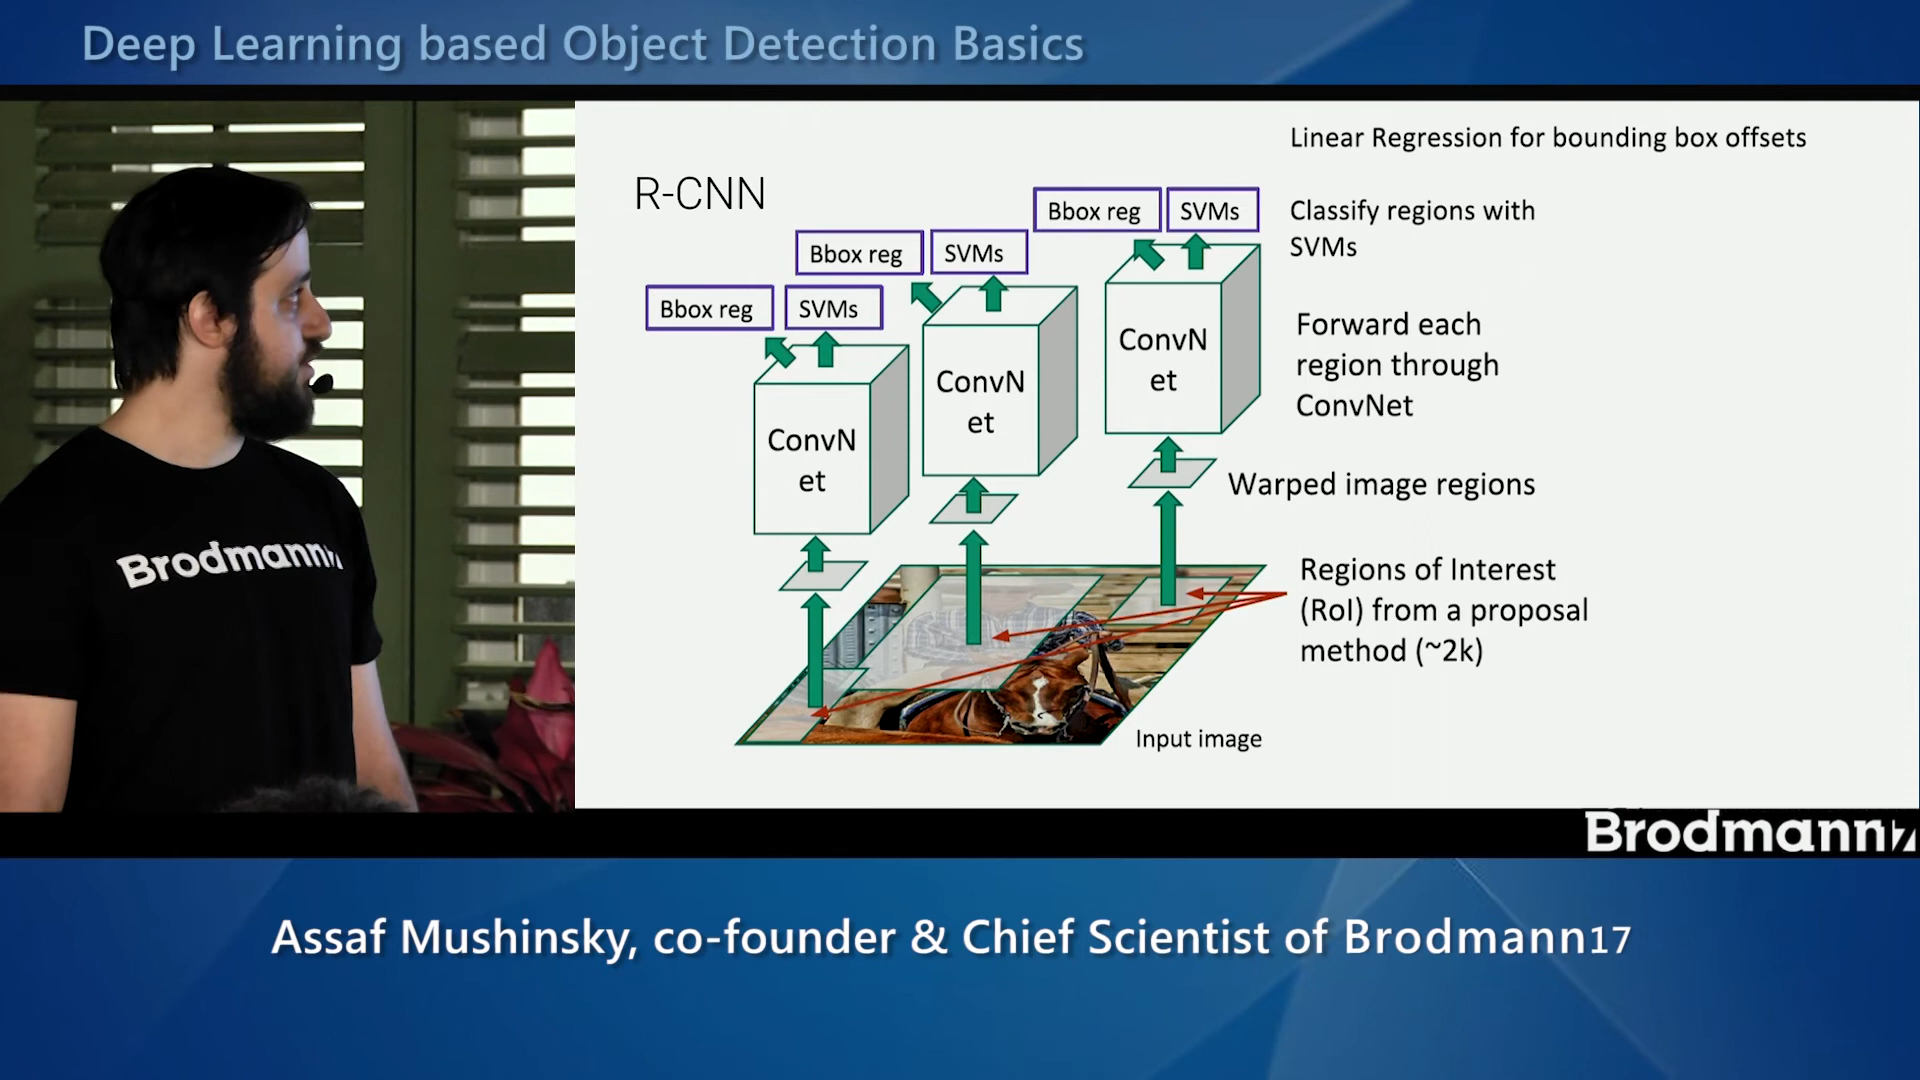 Deep Learning based Object Detection Basics
Linear Regression for bounding box offsets
R-CNN
Bbox reg
SVMs
Classify regions with
SVMs
Bbox reg
SVMs
Bbox reg
SVMs
ConvN
et
Forward each
region through
ConvNet
ConvN
et
ConvN
et
Warped image regions
Brodmann17
Regions of Interest
(RoI) from a proposal
method (~2k)
Input image
Brodmann17
Assaf Mushinsky, co-founder & Chief Scientist of Brodmann17